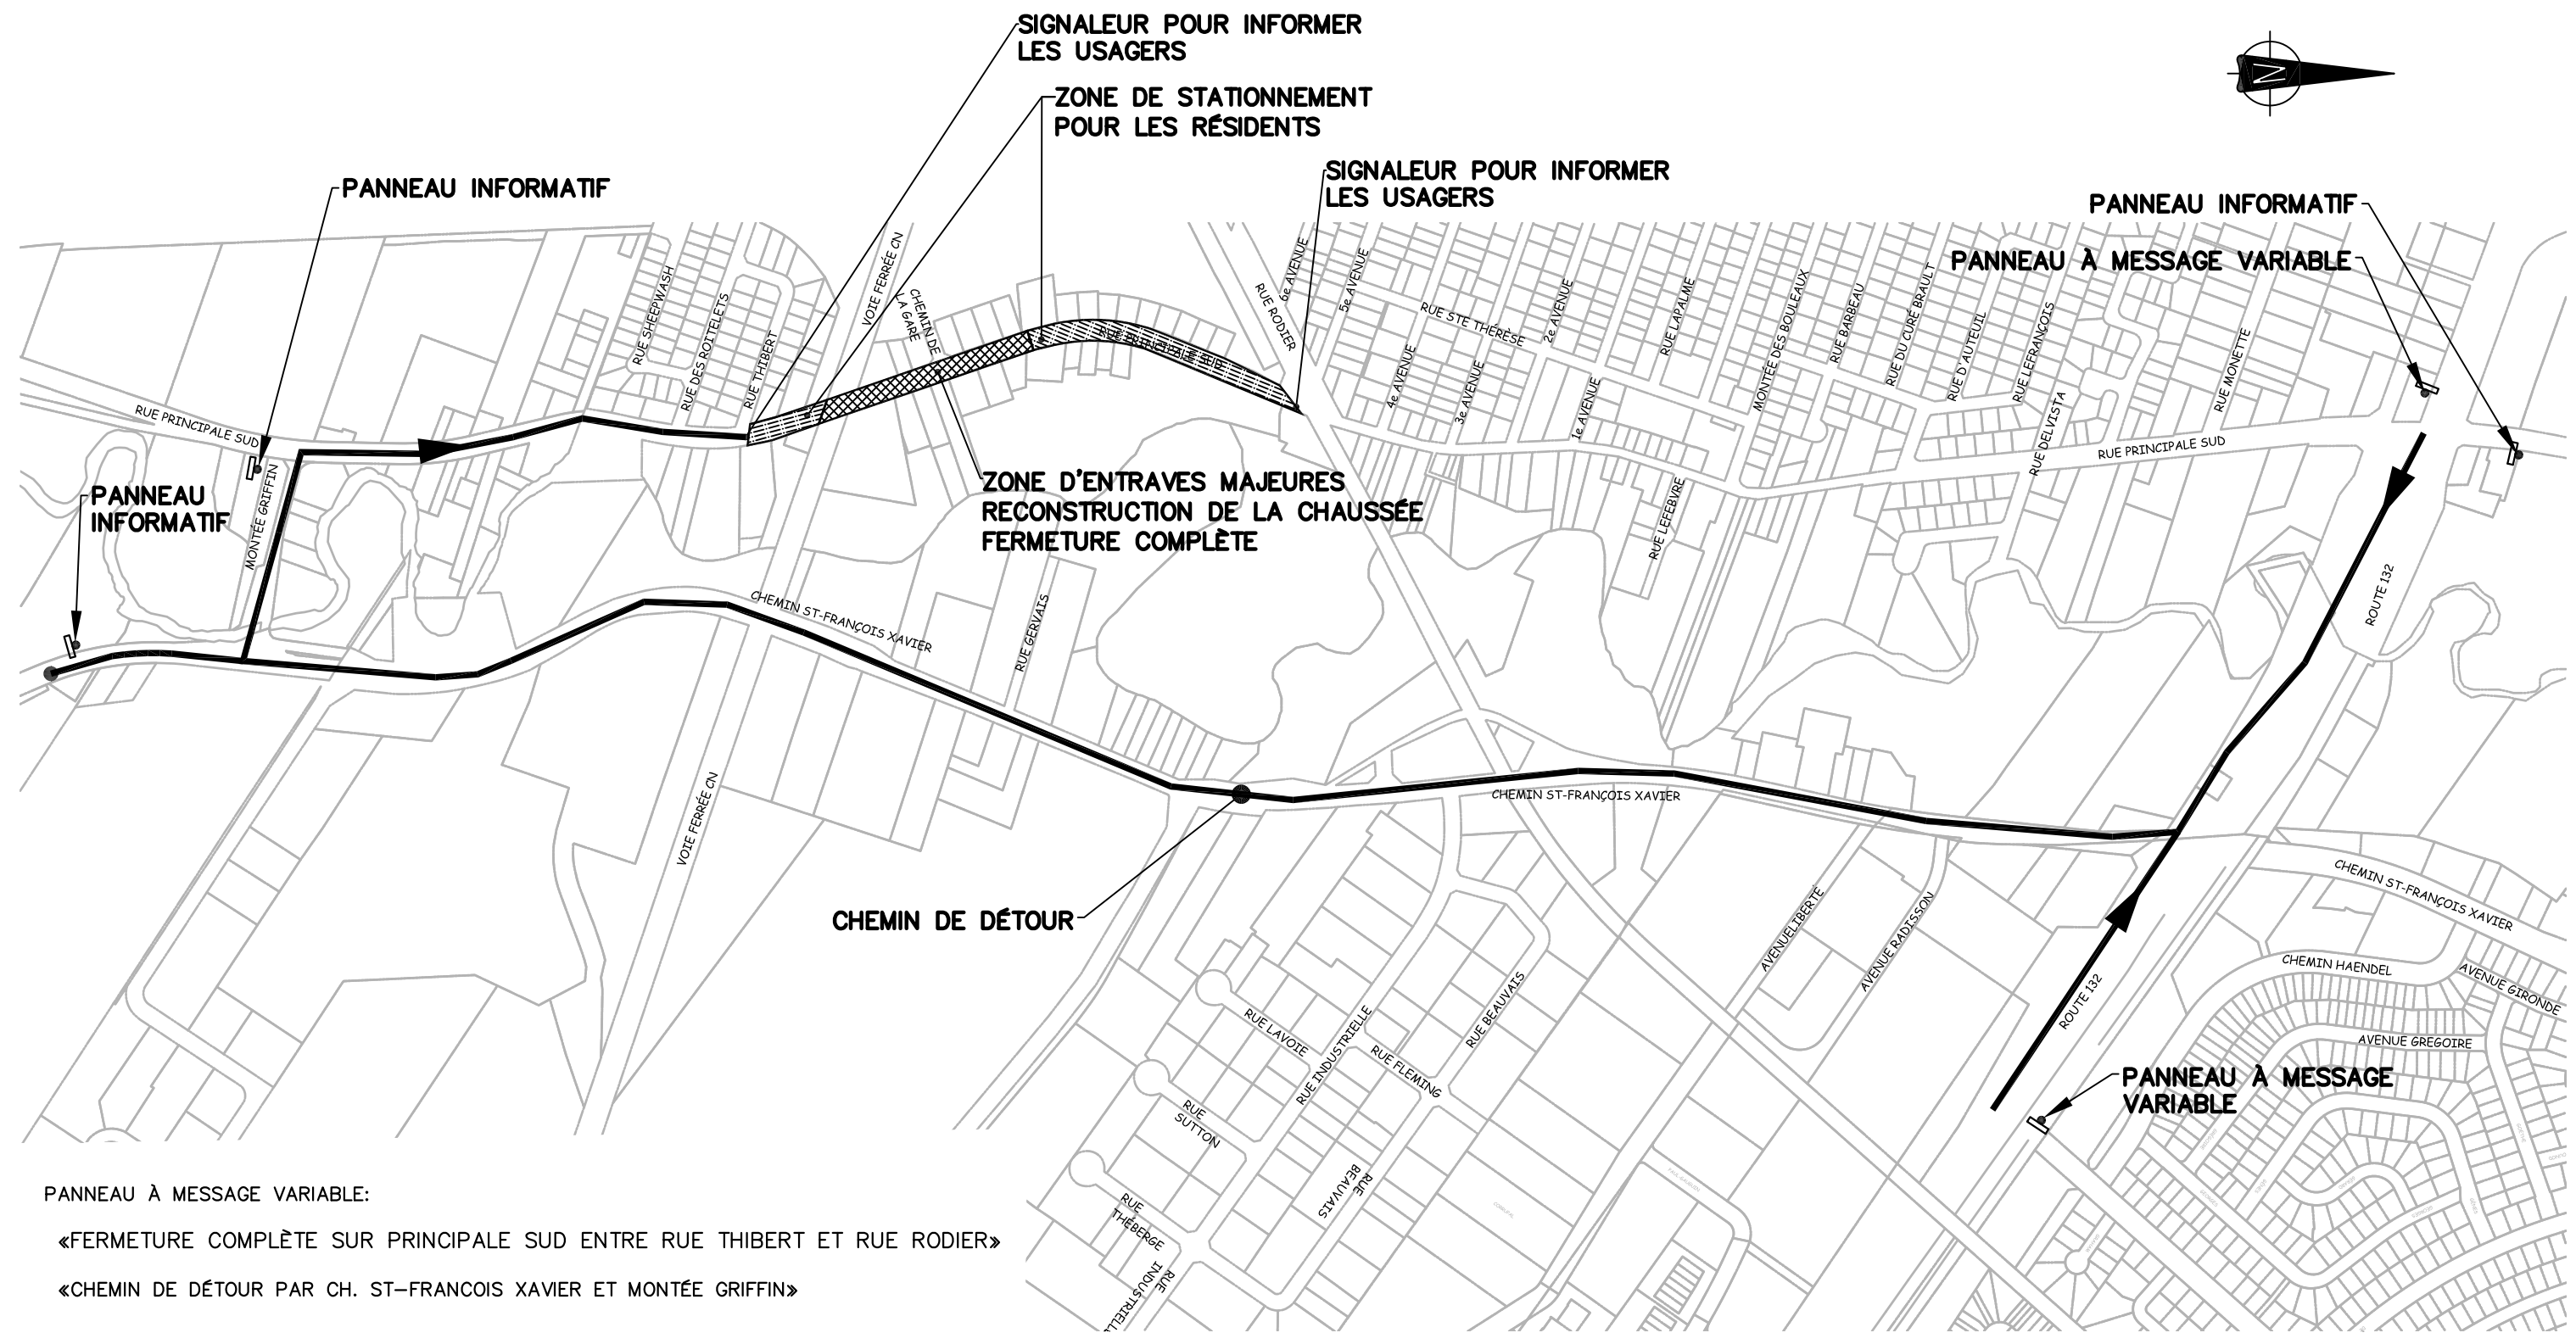 SIGNALEUR POUR INFORMER
LES USAGERS
ZONE DE STATIONNEMENT
POUR LES RÉSIDENTS
N
SIGNALEUR POUR INFORMER
LES USAGERS
PANNEAU INFORMATIF
PANNEAU INFORMATIF
PANNEAU À MESSAGE VARIABLE
RUE SHEEPWASH
RUE DES ROITELETS
RUE THIBERT
VOIE FERRÉE CN
CHEMIN DE
LA GARE
RUE PRINCIPALE SUD
RUE RODIER
6e AVENUE
5e AVENUE
RUE STE THÉRÈSE
4e AVENUE
3e AVENUE
2e AVENUE
1e AVENUE
RUE LAPALME
MONTÉE DES BOULEAUX
RUE BARBEAU
RUE DU CURÉ BRAULT
RUE D'AUTEUIL
RUE LEFRANÇOIS
RUE DELVISTA
RUE MONETTE
RUE PRINCIPALE SUD
RUE PRINCIPALE SUD
MONTÉE GRIFFIN
PANNEAU
INFORMATIF
ZONE D'ENTRAVES MAJEURES
RECONSTRUCTION DE LA CHAUSSÉE
FERMETURE COMPLÈTE
RUE LEFEBVRE
ROUTE 132
CHEMIN ST-FRANÇOIS XAVIER
RUE GERVAIS
VOIE FERRÉE CN
CHEMIN ST-FRANÇOIS XAVIER
CHEMIN DE DÉTOUR
CHEMIN ST-FRANÇOIS XAVIER
AVENUELIBERTE
AVENUE RADISSON
CHEMIN HAENDEL
AVENUE GIRONDE
AVENUE GREGOIRE
ROUTE 132
RUE LAVOIE
RUE INDUSTRIELLE
RUE BEAUVAIS
RUE FLEMING
PANNEAU À MESSAGE
VARIABLE
RUE
SUTTON
RUE
BEAUVAIS
RUE
THÉBERGE
RUE
INDUSTRIELLE
PANNEAU À MESSAGE VARIABLE:
«FERMETURE COMPLÈTE SUR PRINCIPALE SUD ENTRE RUE THIBERT ET RUE RODIER»
«CHEMIN DE DÉTOUR PAR CH. ST-FRANCOIS XAVIER ET MONTÉE GRIFFIN»